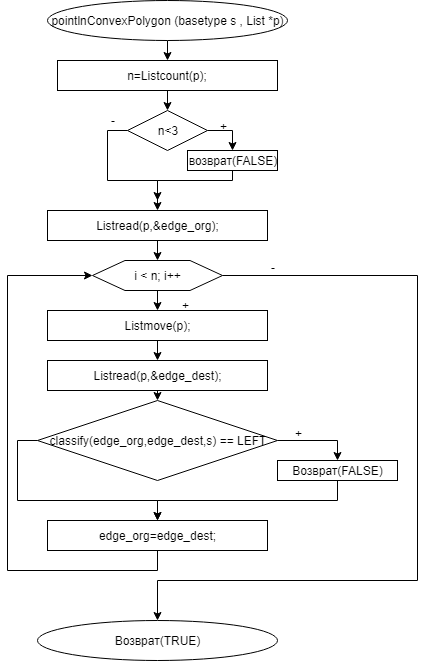 pointInConvexPolygon (basetype s , List *p)
n=Listcount(p);
n<3
-
+
возврат(FALSE)
Listread(p,&edge_org);
i < n; i++
-
+
Listmove(p);
Listread(p,&edge_dest);
classify(edge_org,edge_dest,s) == LEFT
+
Возврат(FALSE)
edge_org=edge_dest;
Возврат(TRUE)